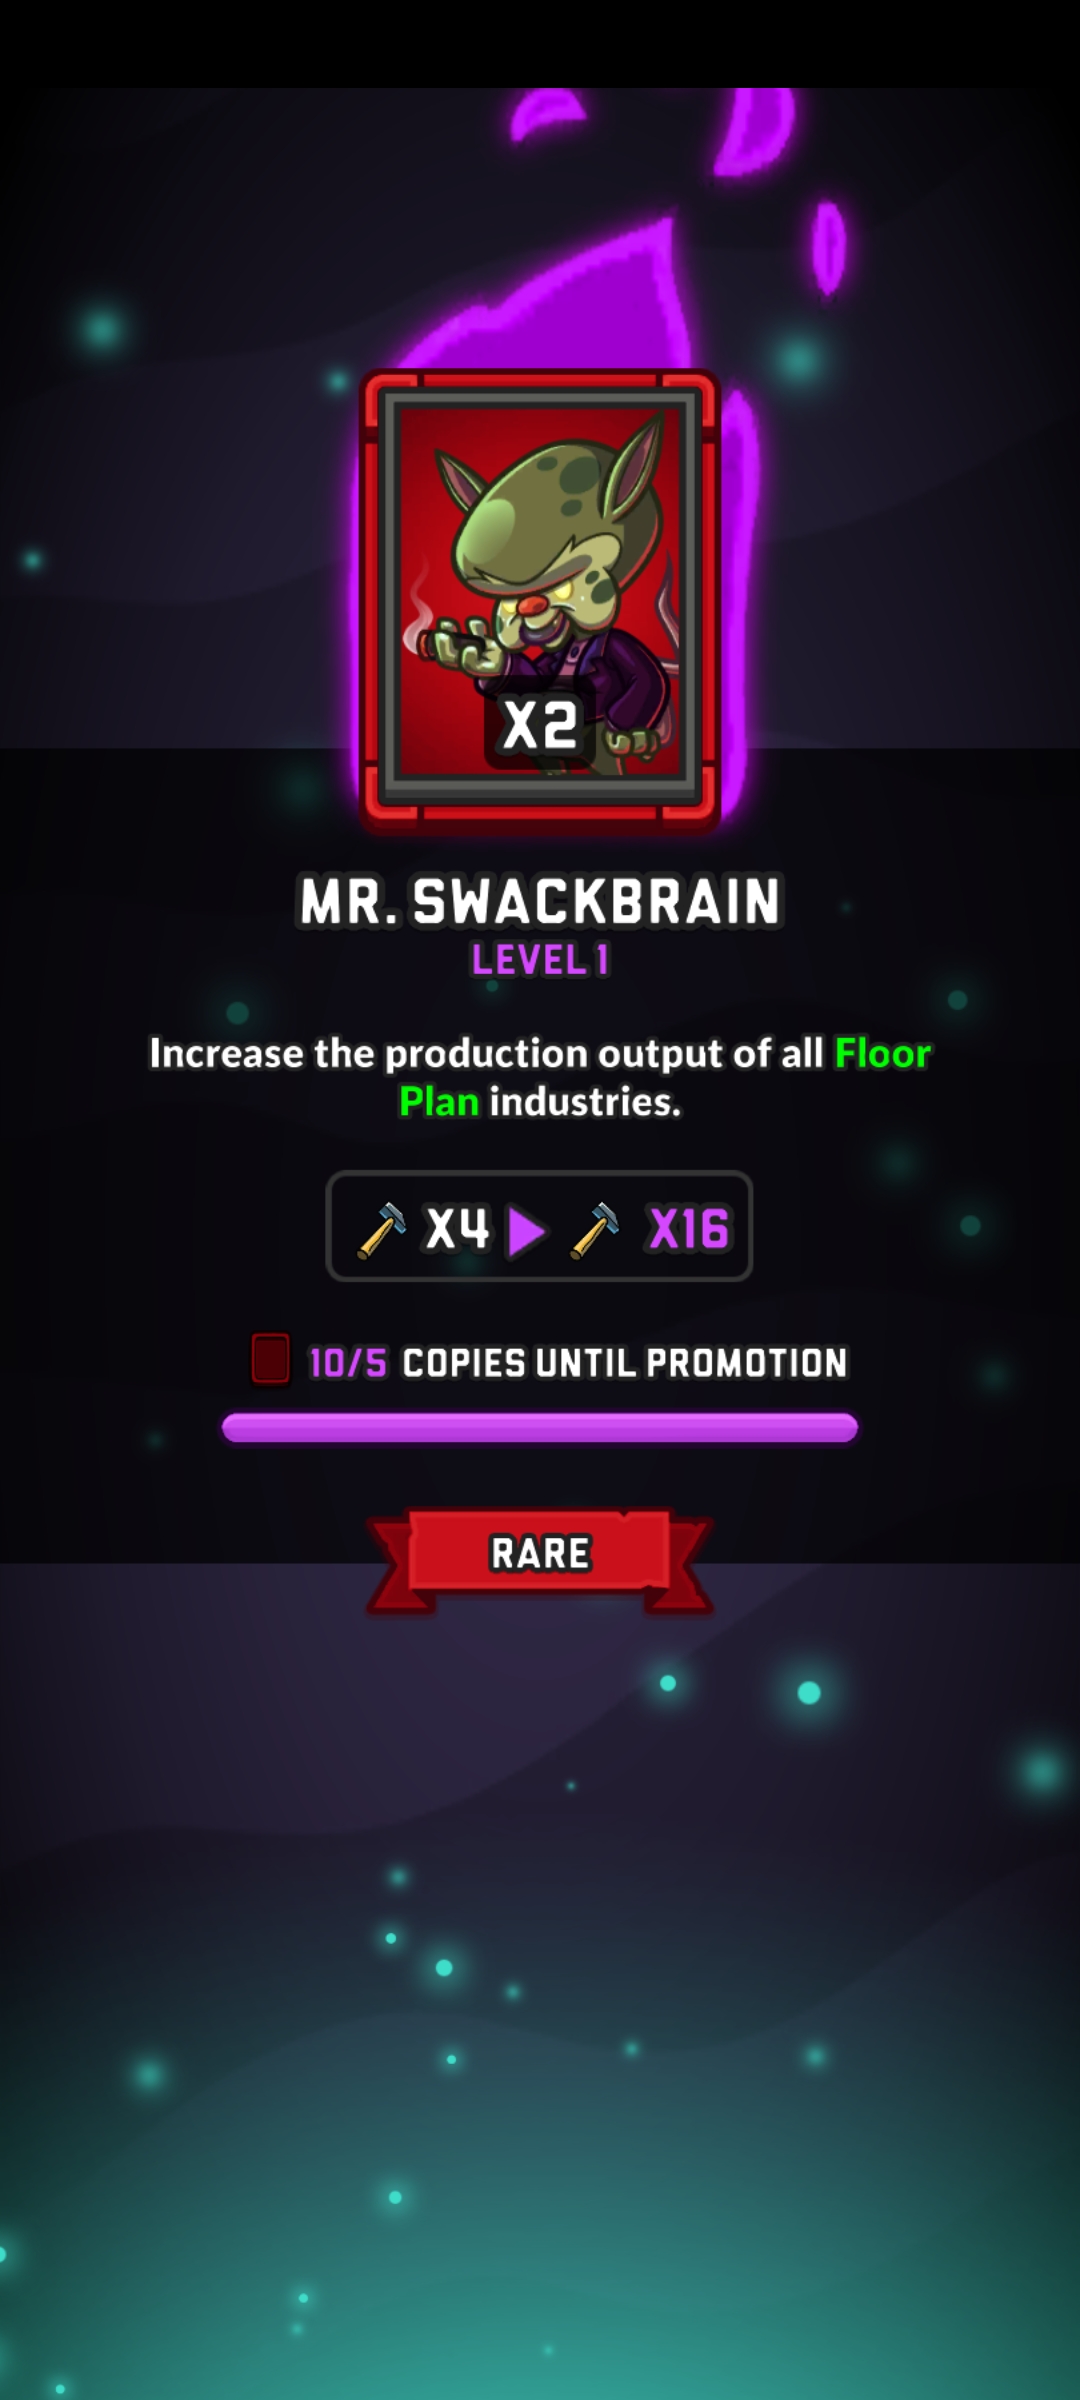 X2
MR. SWACKBRAIN
LEVEL 1
Increase the production output of all Floor
Plan industries.
X4 X16
10/5 COPIES UNTIL PROMOTION
RARE